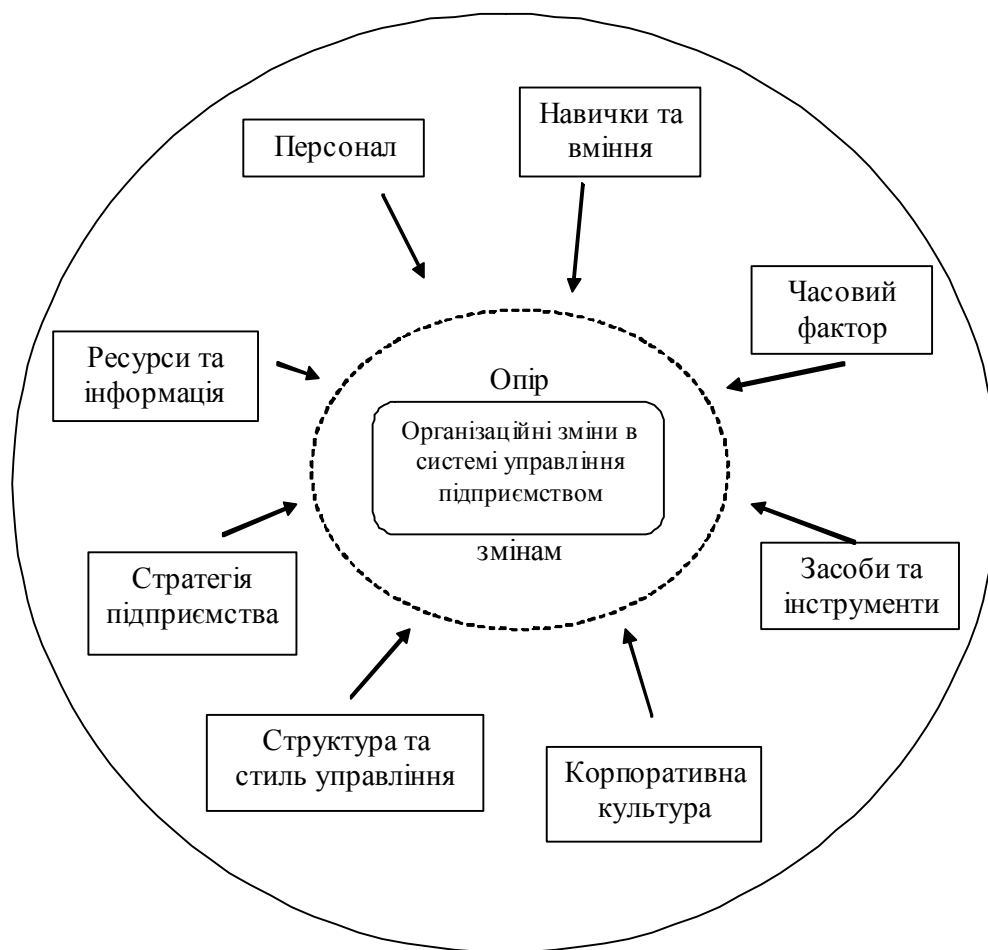 Персонал
Навички та
вміння
Часовий
фактор
Ресурси та
інформація
Опір
Організаційні зміни в
системі управління
підприємством
змінам
Стратегія
підприємства
Засоби та
інструменти
Структура та
стиль управління
Корпоративна
культура